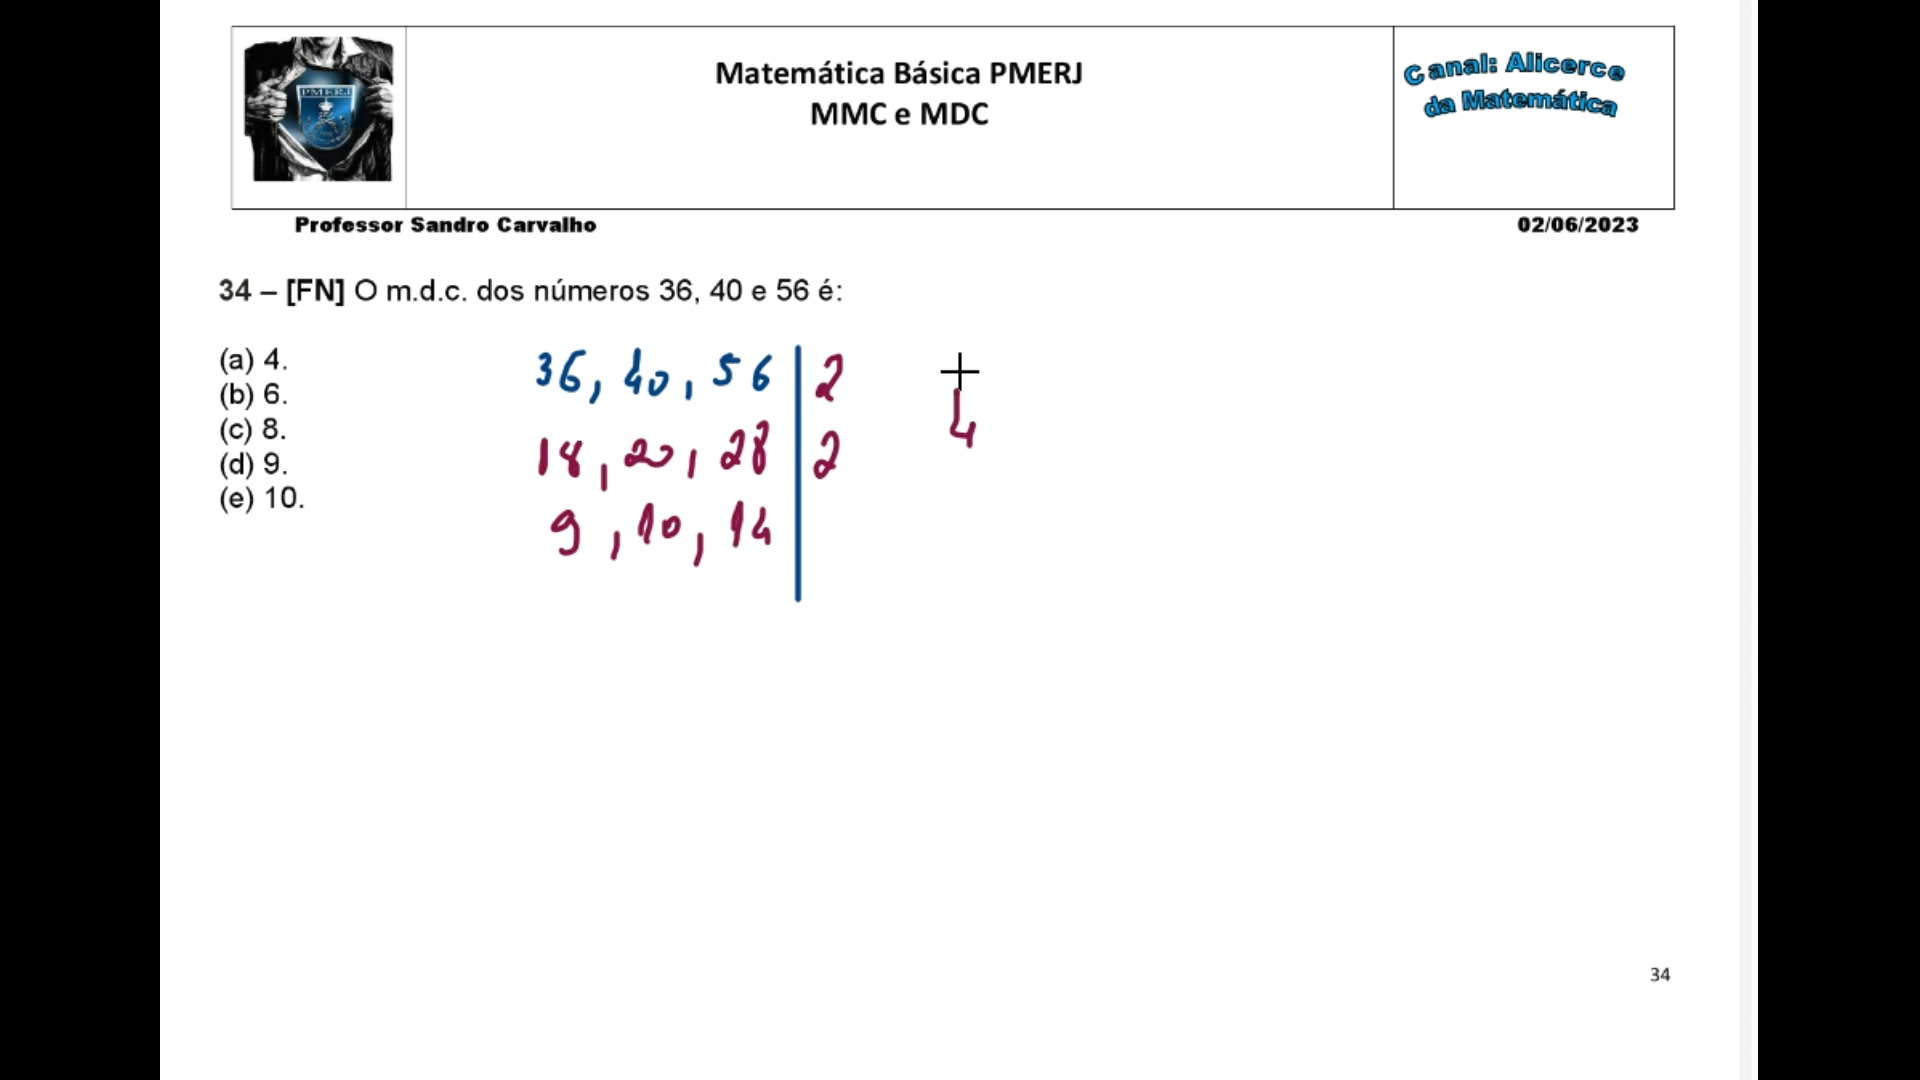 PMERJ
Matemática Básica PMERJ
MMC e MDC
Canal: Alicerce
da Matemática
Professor Sandro Carvalho
02/06/2023
34 – [FN] O m.d.c. dos números 36, 40 e 56 é:
(a) 4.
(b) 6.
(c) 8.
(d) 9.
(e) 10.
36, 40, 56 | 2
18, 20, 28 | 2
9, 10, 14
4
34